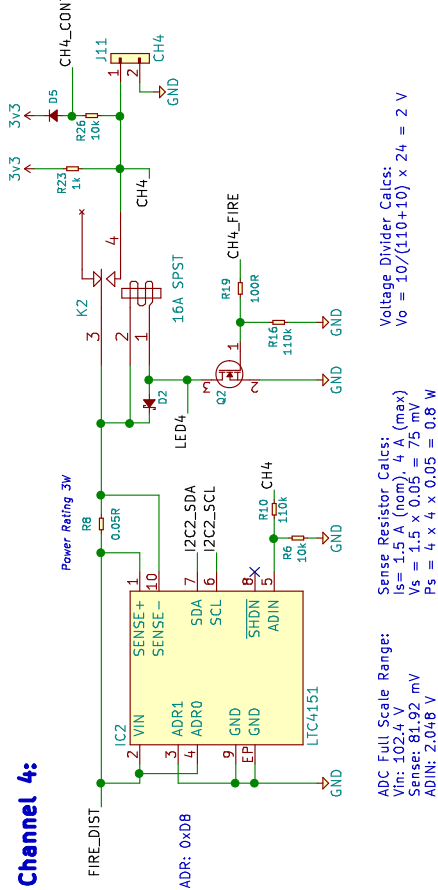 Channel 4:
FIRE_DIST
ADR: 0xD8
IC2
2
VIN
3
ADR1
4
ADR0
9
GND
EP
GND
LTC4151
GND
SENSE+
1
SENSE-
10
SDA
7
SCL
6
SHDN
8
ADIN
5
I2C2_SDA
I2C2_SCL
Power Rating 3W
R8
0.05R
R10
110k
CH4
R6
10k
GND
LED4
D2
K2
3
4
2
1
16A SPST
Q2
3
1
2
GND
R19
100R
CH4_FIRE
R16
110k
GND
3v3
R23
1k
CH4
3v3
D5
R26
10k
CH4_CON
J11
1
2
CH4
GND
ADC Full Scale Range:
Vin: 102.4 V
Sense: 81.92 mV
ADIN: 2.048 V
Sense Resistor Calcs:
Is= 1.5 A (nom), 4 A (max)
Vs = 1.5 x 0.05 = 75 mV
Ps = 4 x 4 x 0.05 = 0.8 W
Voltage Divider Calcs:
Vo = 10/(110+10) x 24 = 2 V